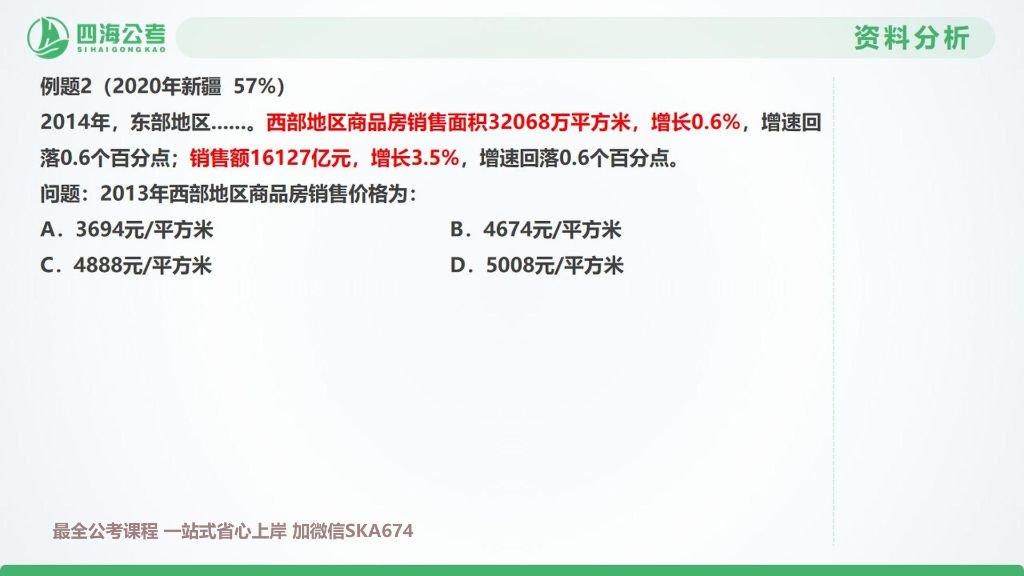 四海公考
SIHAIGONGKAO
资料分析
例题2（2020年新疆 57%）
2014年，东部地区……。西部地区商品房销售面积32068万平方米，增长0.6%，增速回
落0.6个百分点；销售额16127亿元，增长3.5%，增速回落0.6个百分点。
问题：2013年西部地区商品房销售价格为：
A．3694元/平方米
B．4674元/平方米
C．4888元/平方米
D．5008元/平方米
最全公考课程 一站式省心上岸 加微信SKA674